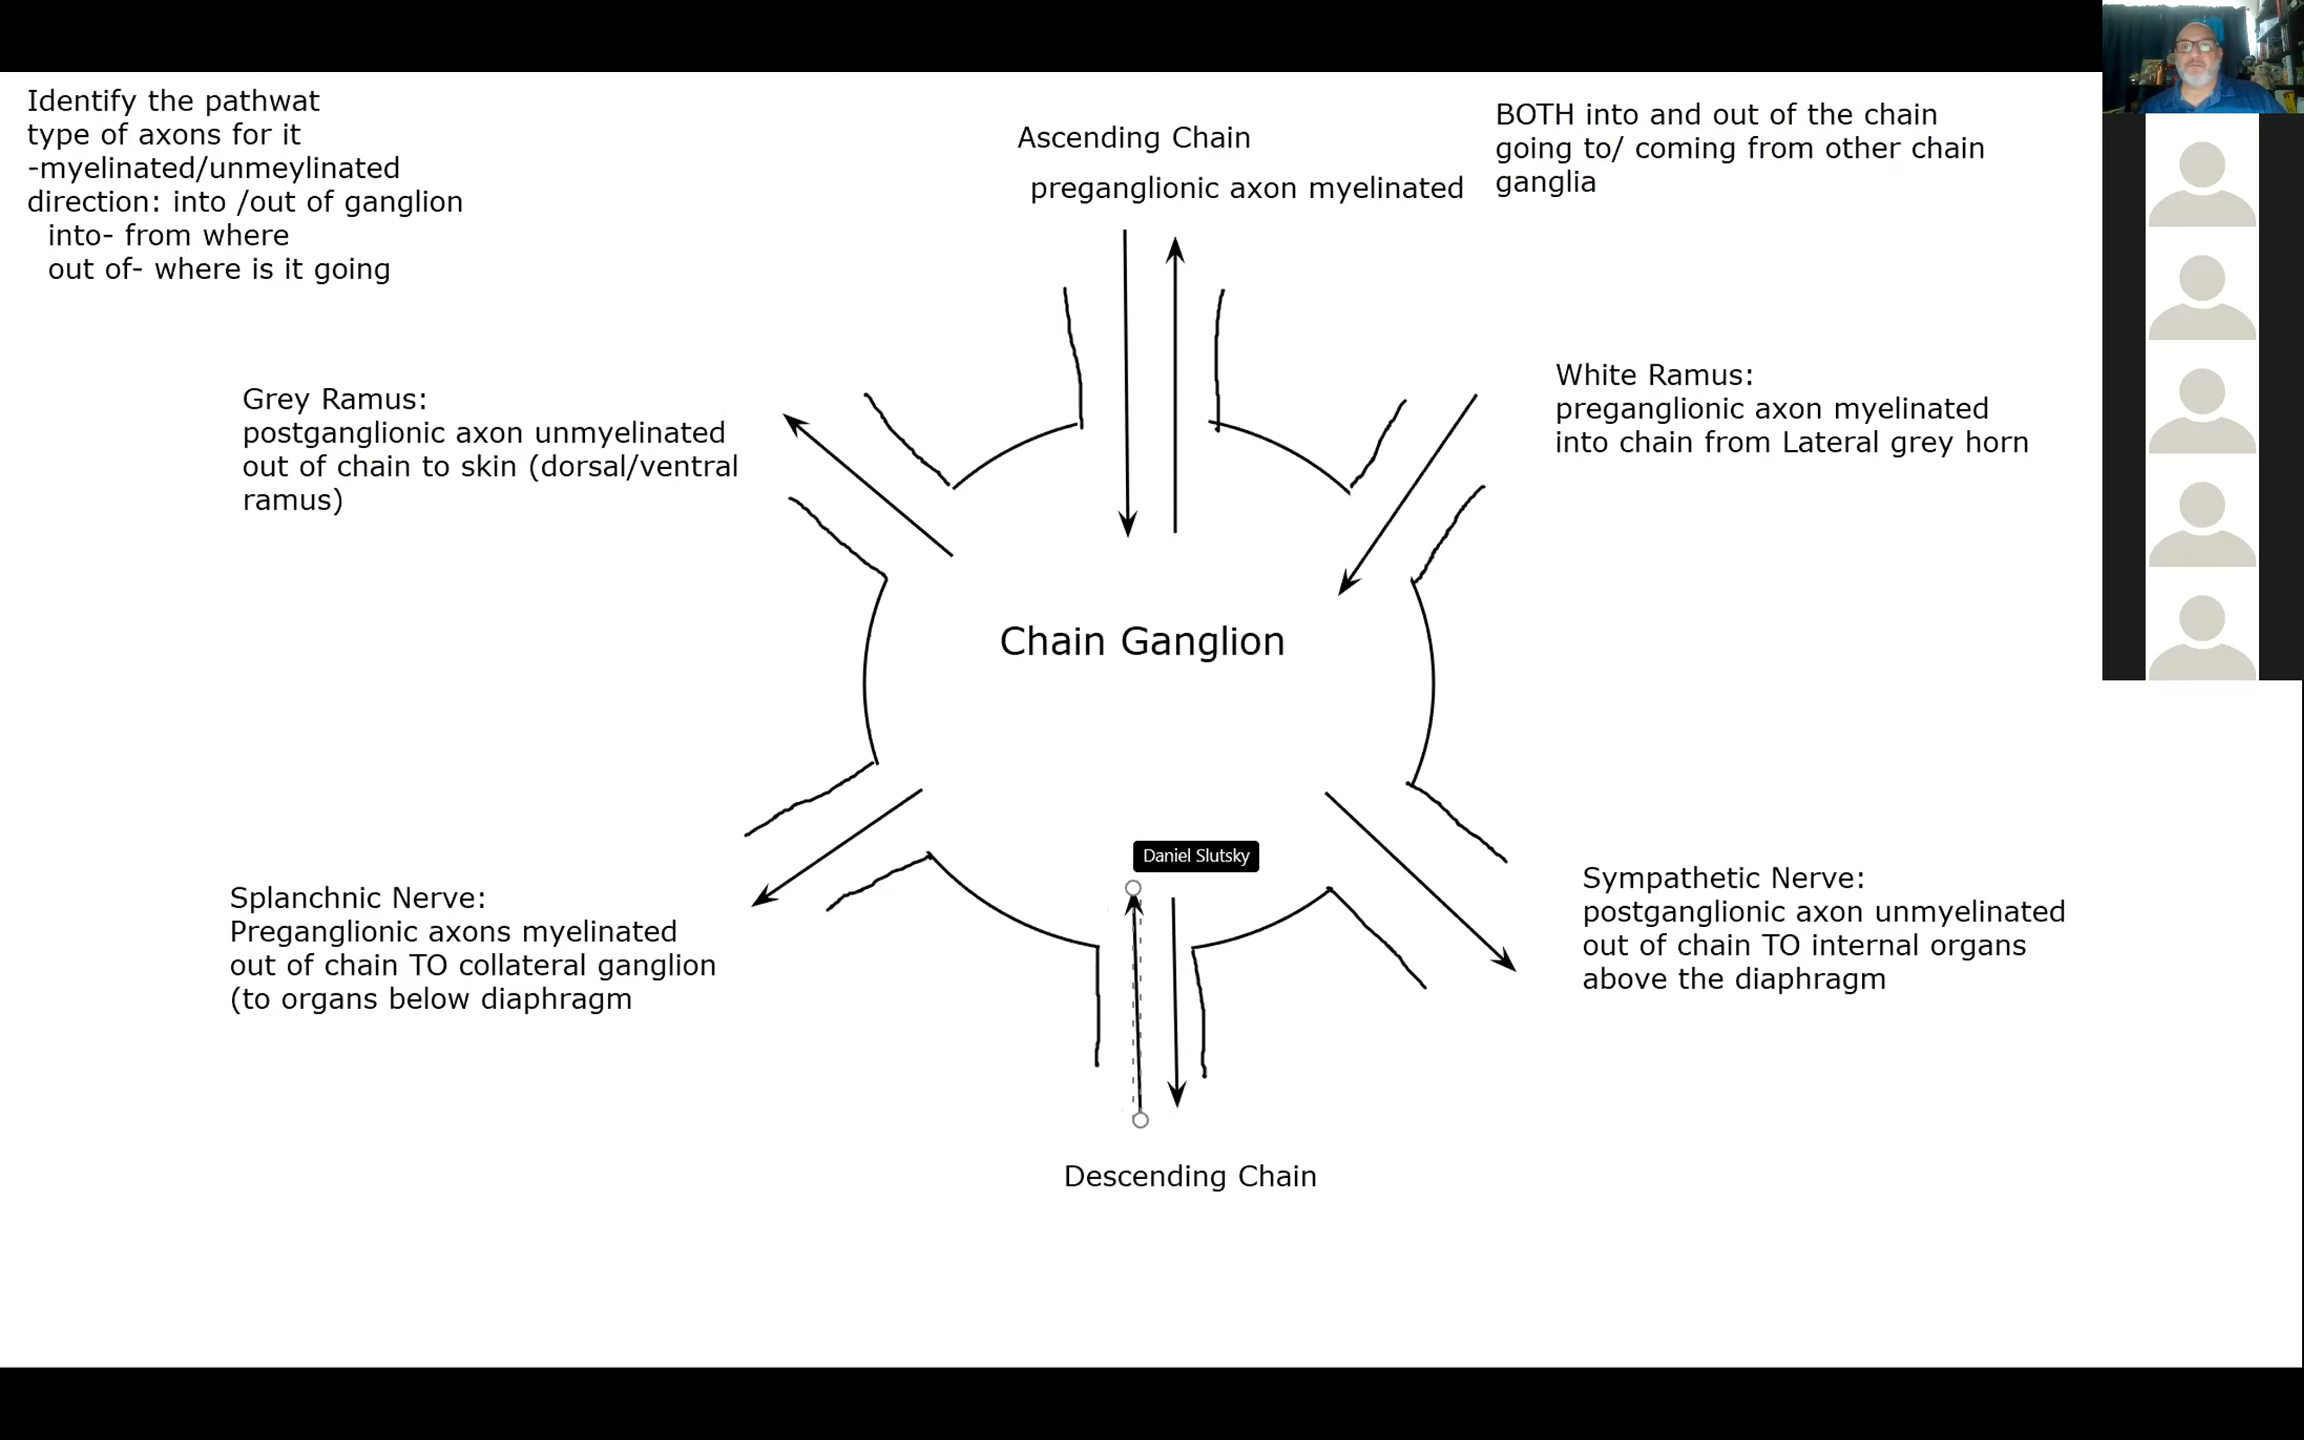 Identify the pathwat
type of axons for it
-myelinated/unmeylinated
direction: into /out of ganglion
into- from where
out of- where is it going
Ascending Chain
preganglionic axon myelinated
BOTH into and out of the chain
going to/ coming from other chain
ganglia
Grey Ramus:
postganglionic axon unmyelinated
out of chain to skin (dorsal/ventral
ramus)
White Ramus:
preganglionic axon myelinated
into chain from Lateral grey horn
Chain Ganglion
Daniel Slutsky
Splanchnic Nerve:
Preganglionic axons myelinated
out of chain TO collateral ganglion
(to organs below diaphragm
Sympathetic Nerve:
postganglionic axon unmyelinated
out of chain TO internal organs
above the diaphragm
Descending Chain